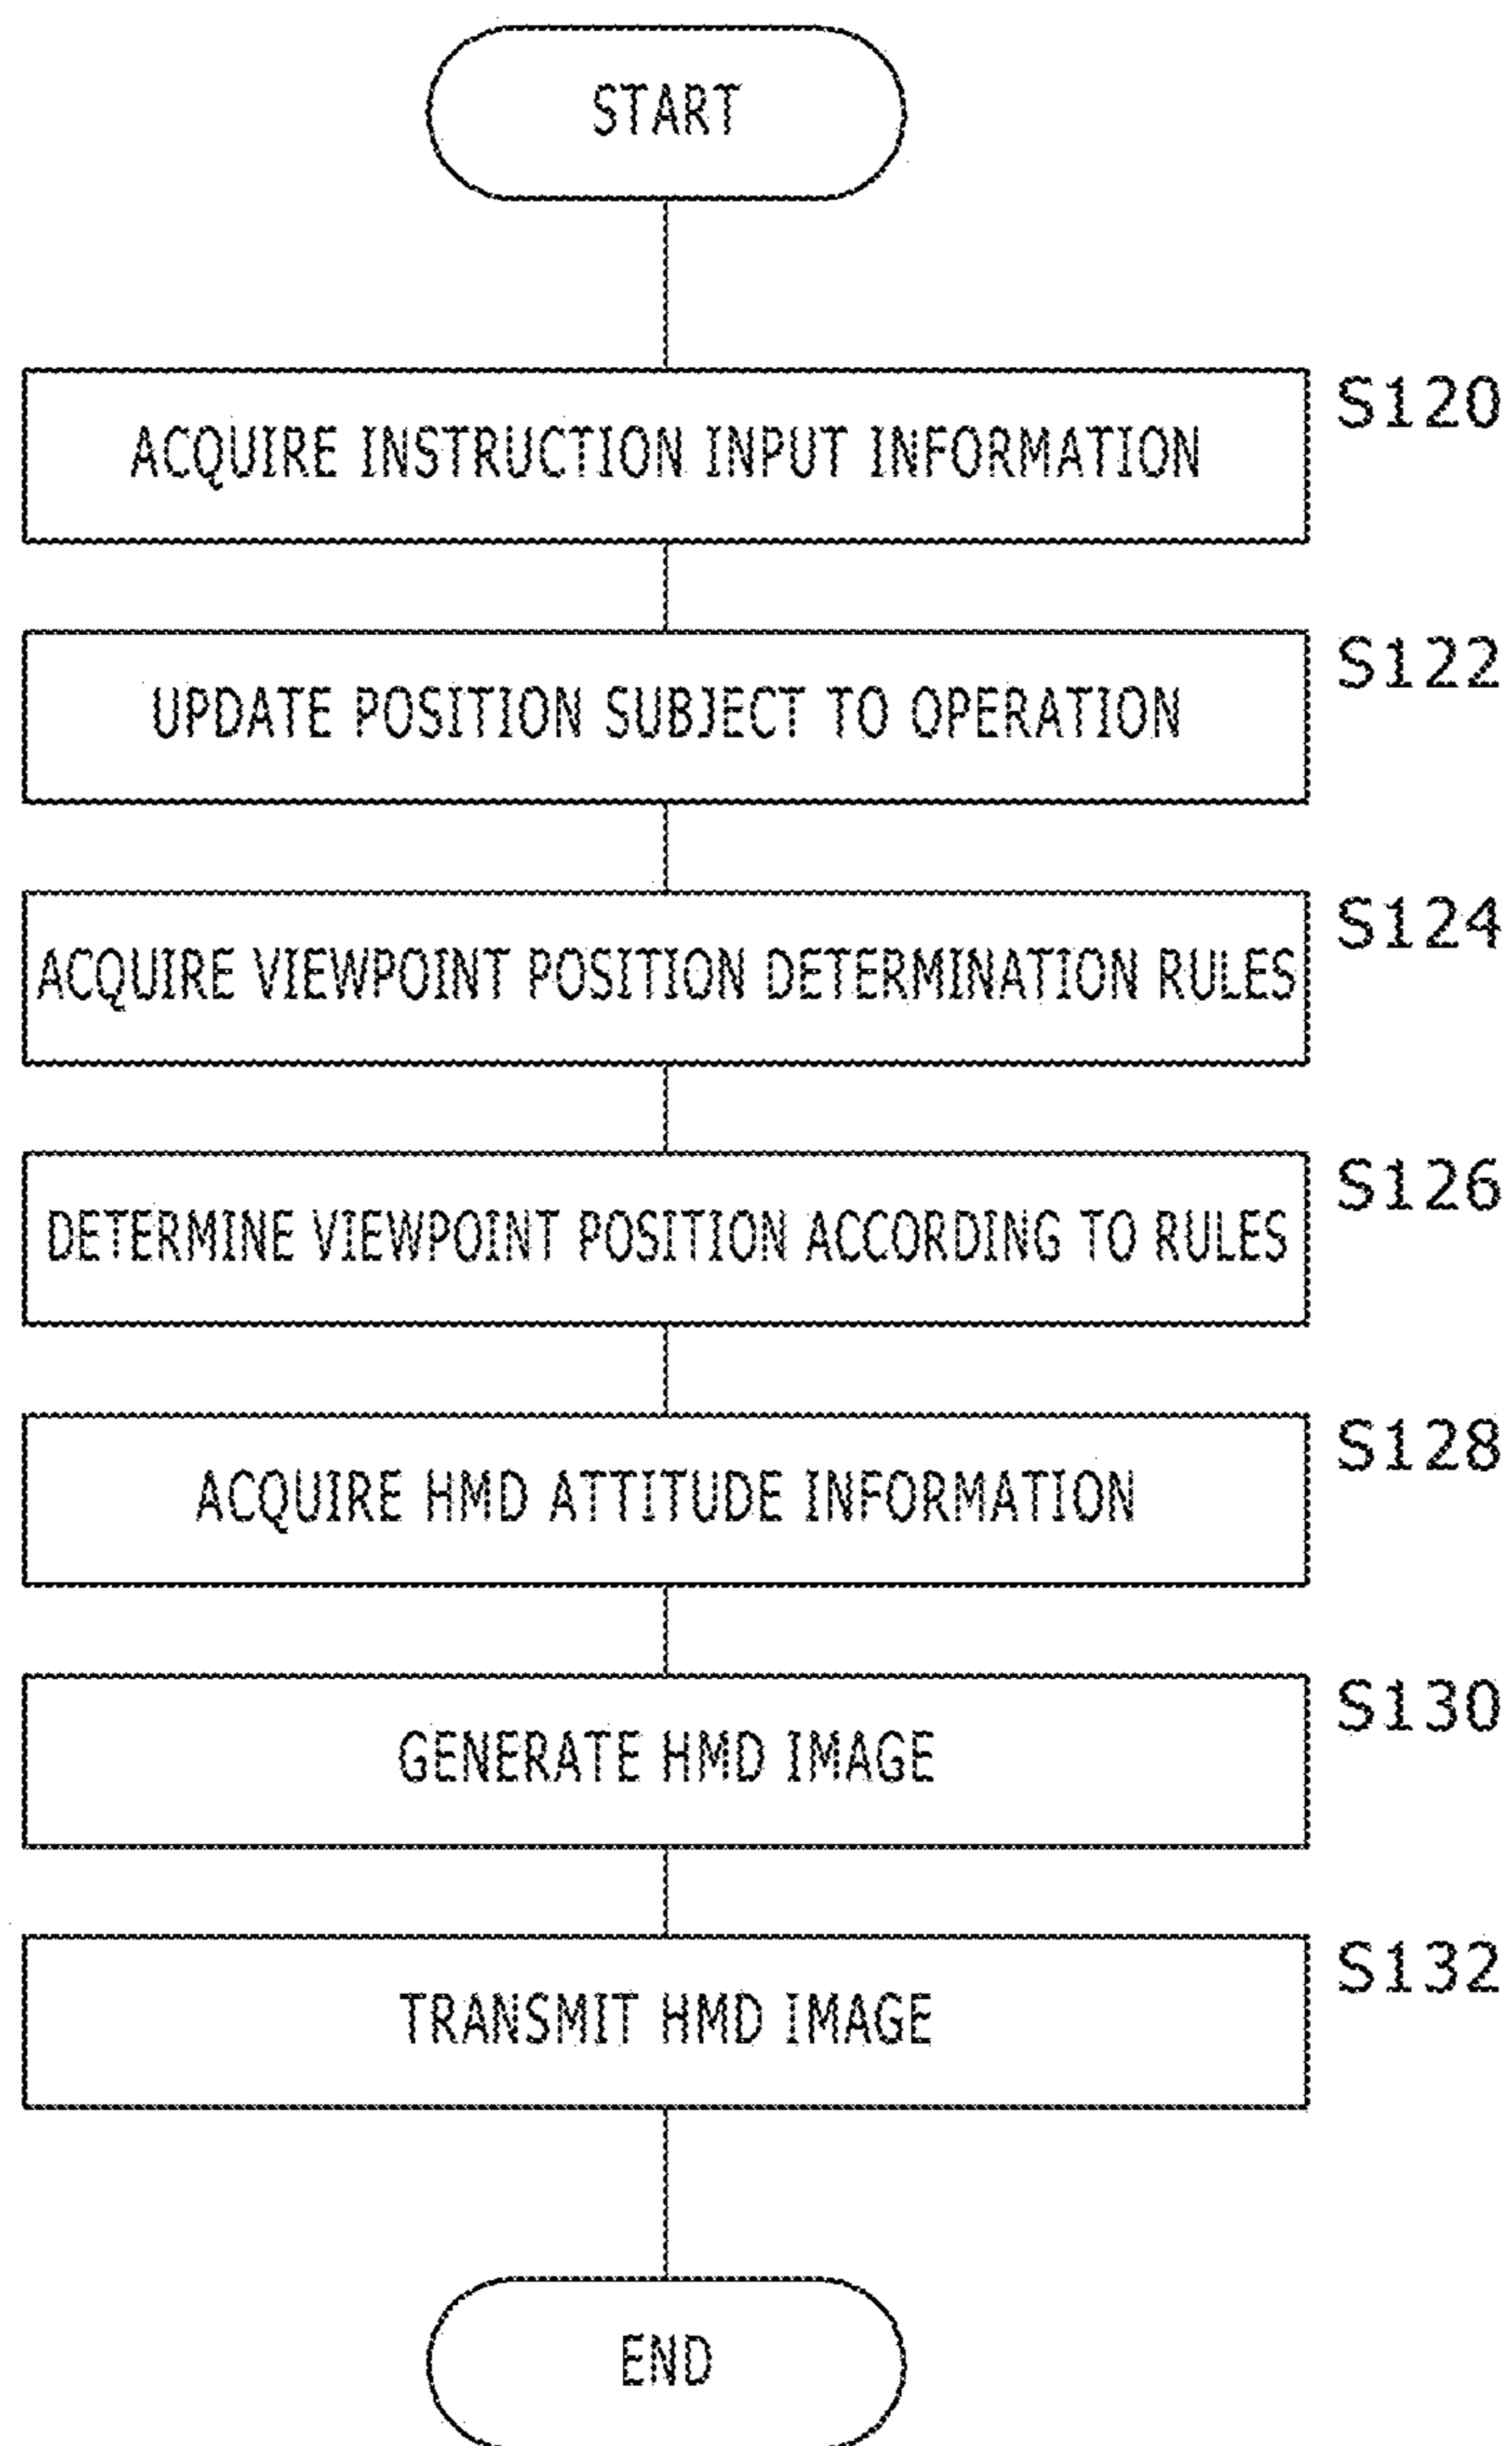 START
ACQUIRE INSTRUCTION INPUT INFORMATION
S120
UPDATE POSITION SUBJECT TO OPERATION
S122
ACQUIRE VIEWPOINT POSITION DETERMINATION RULES
S124
DETERMINE VIEWPOINT POSITION ACCORDING TO RULES
S126
ACQUIRE HMD ATTITUDE INFORMATION
S128
GENERATE HMD IMAGE
S130
TRANSMIT HMD IMAGE
S132
END